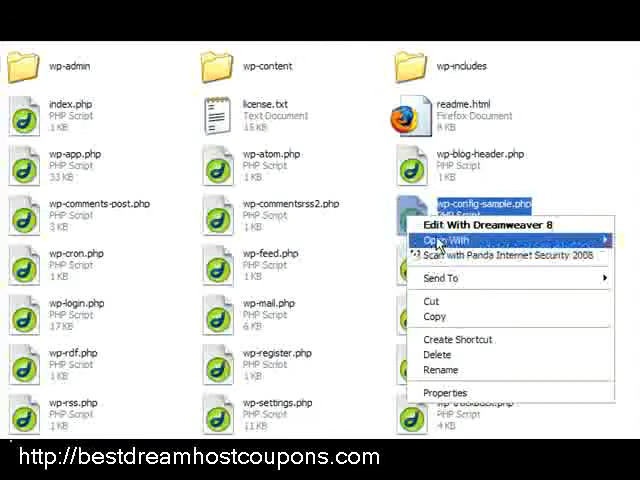 wp-admin
wp-content
wp-includes
index.php
PHP Script
1 KB
license.txt
Text Document
15 KB
readme.html
Firefox Document
8 KB
wp-app.php
PHP Script
33 KB
wp-atom.php
PHP Script
1 KB
wp-blog-header.php
PHP Script
1 KB
wp-comments-post.php
PHP Script
3 KB
wp-commentsrss2.php
PHP Script
1 KB
wp-config-sample.php
PHP Script
Edit With Dreamweaver 8
Open With
Scan with Panda Internet Security 2008
Send To
Cut
Copy
Create Shortcut
Delete
Rename
Properties
wp-cron.php
PHP Script
1 KB
wp-feed.php
PHP Script
1 KB
wp-login.php
PHP Script
17 KB
wp-mail.php
PHP Script
6 KB
wp-rdf.php
PHP Script
1 KB
wp-register.php
PHP Script
1 KB
wp-rss.php
PHP Script
1 KB
wp-settings.php
PHP Script
11 KB
wp-trackback.php
PHP Script
4 KB
http://bestdreamhostcoupons.com